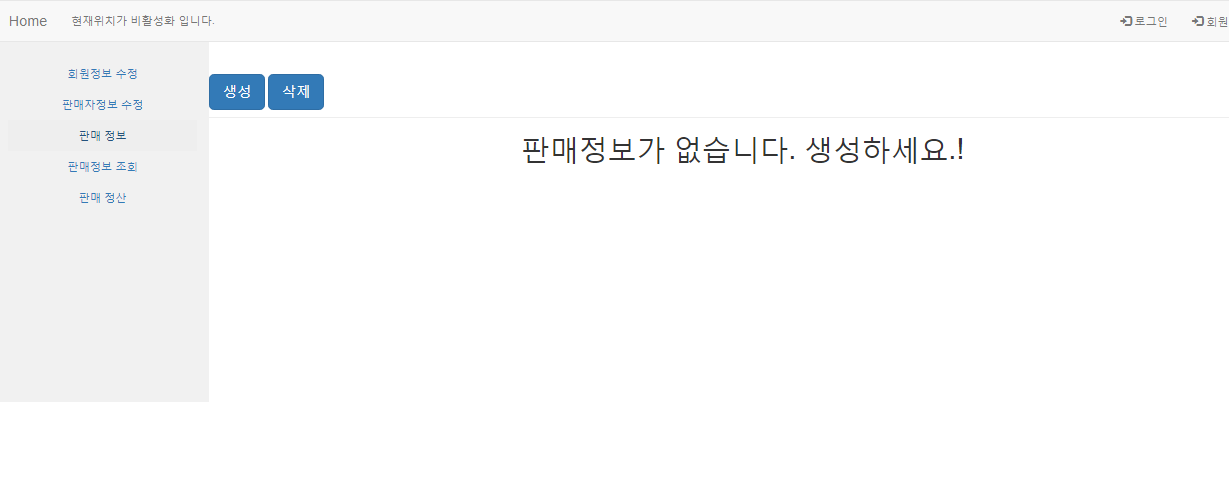 Home 현재위치가 비활성화 입니다. 로그인 회원
회원정보 수정
판매자정보 수정
판매 정보
판매정보 조회
판매 정산
생성 삭제
판매정보가 없습니다. 생성하세요.!